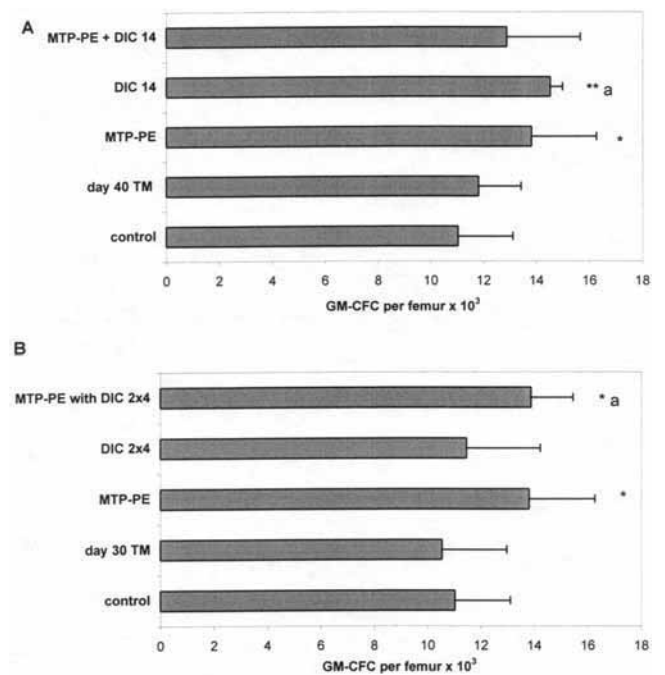 A
MTP-PE + DIC 14
DIC 14
** a
MTP-PE
*
day 40 TM
control
0 2 4 6 8 10 12 14 16 18
GM-CFC per femur x 10³
B
MTP-PE with DIC 2x4
* a
DIC 2x4
MTP-PE
*
day 30 TM
control
0 2 4 6 8 10 12 14 16 18
GM-CFC per femur x 10³